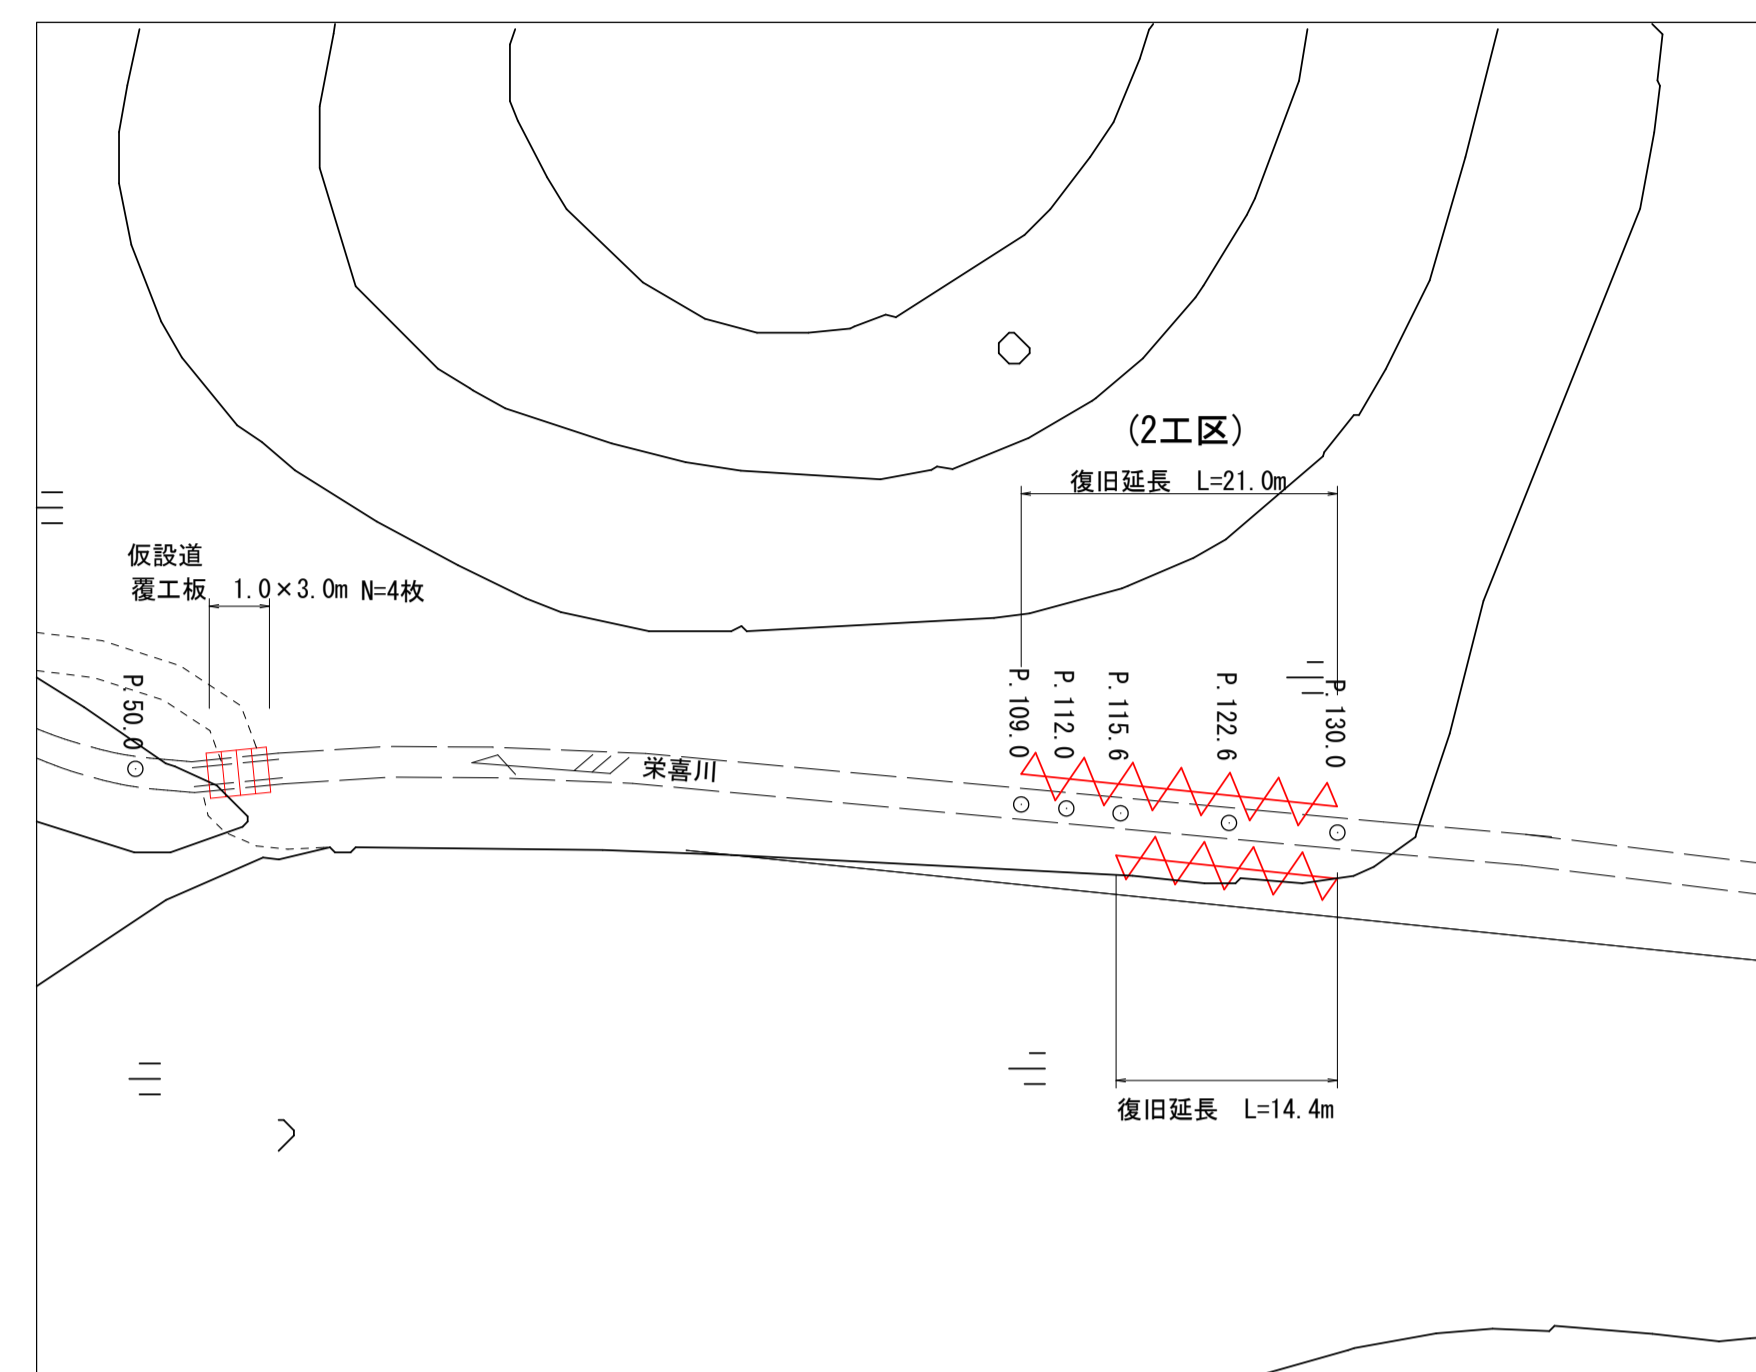 (2工区)
復旧延長 L=21.0m
仮設道
覆工板 1.0×3.0m N=4枚
P.50.0
P.109.0
P.112.0
P.115.6
P.122.6
P.130.0
栄喜川
復旧延長 L=14.4m